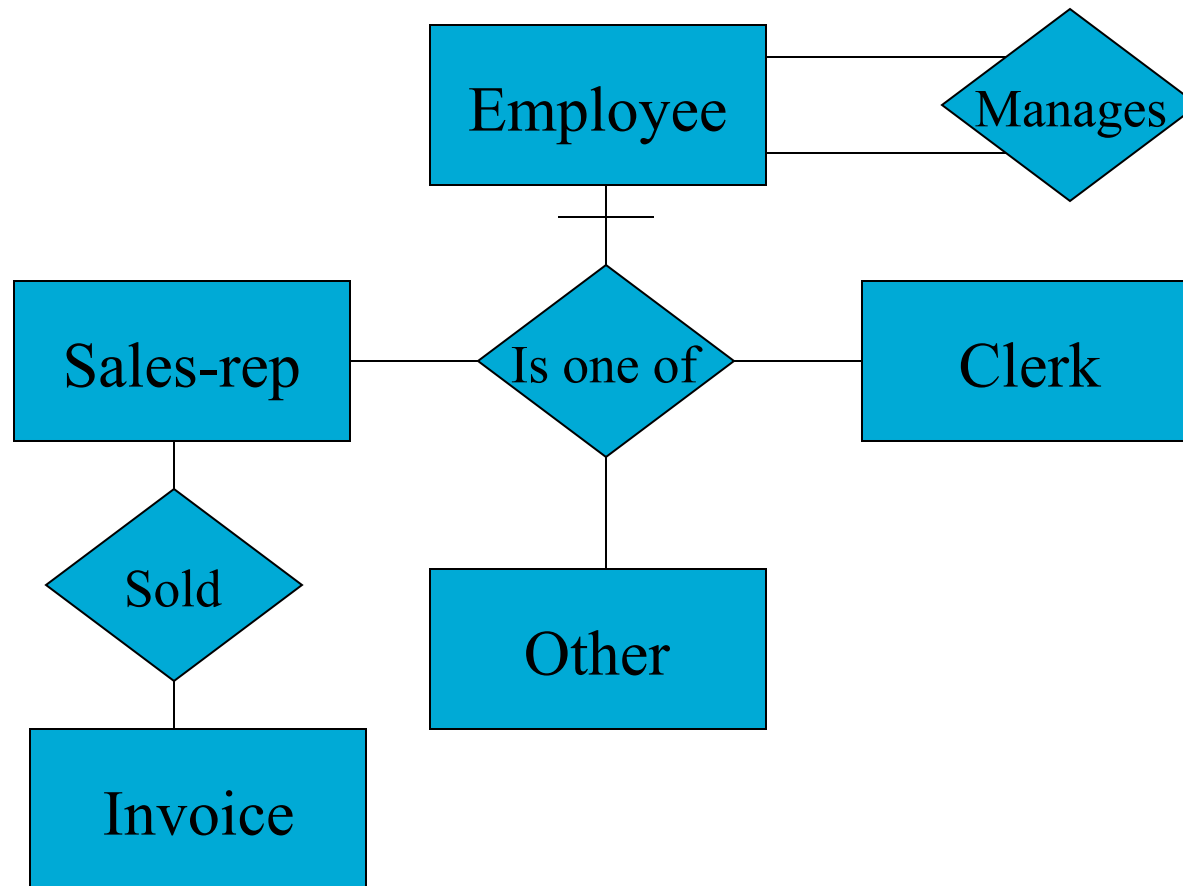 Employee
Manages
Sales-rep
Is one of
Clerk
Sold
Other
Invoice